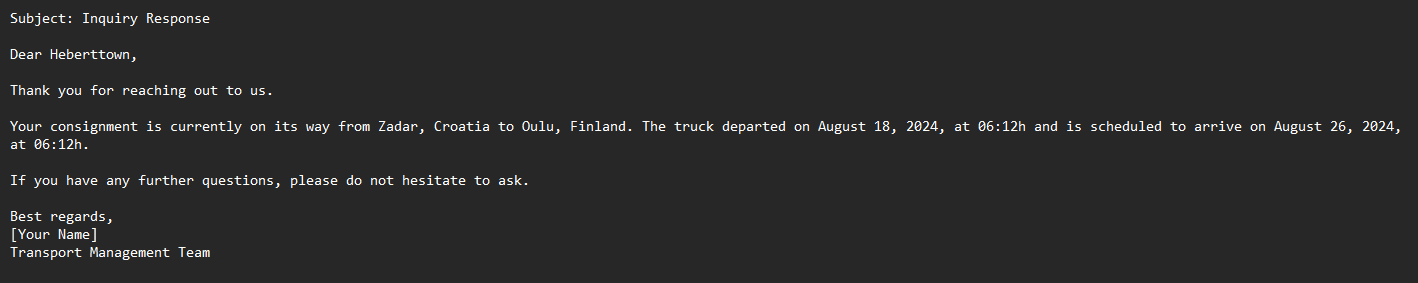 Subject: Inquiry Response
Dear Heberttown,
Thank you for reaching out to us.
Your consignment is currently on its way from Zadar, Croatia to Oulu, Finland. The truck departed on August 18, 2024, at 06:12h and is scheduled to arrive on August 26, 2024,
at 06:12h.
If you have any further questions, please do not hesitate to ask.
Best regards,
[Your Name]
Transport Management Team